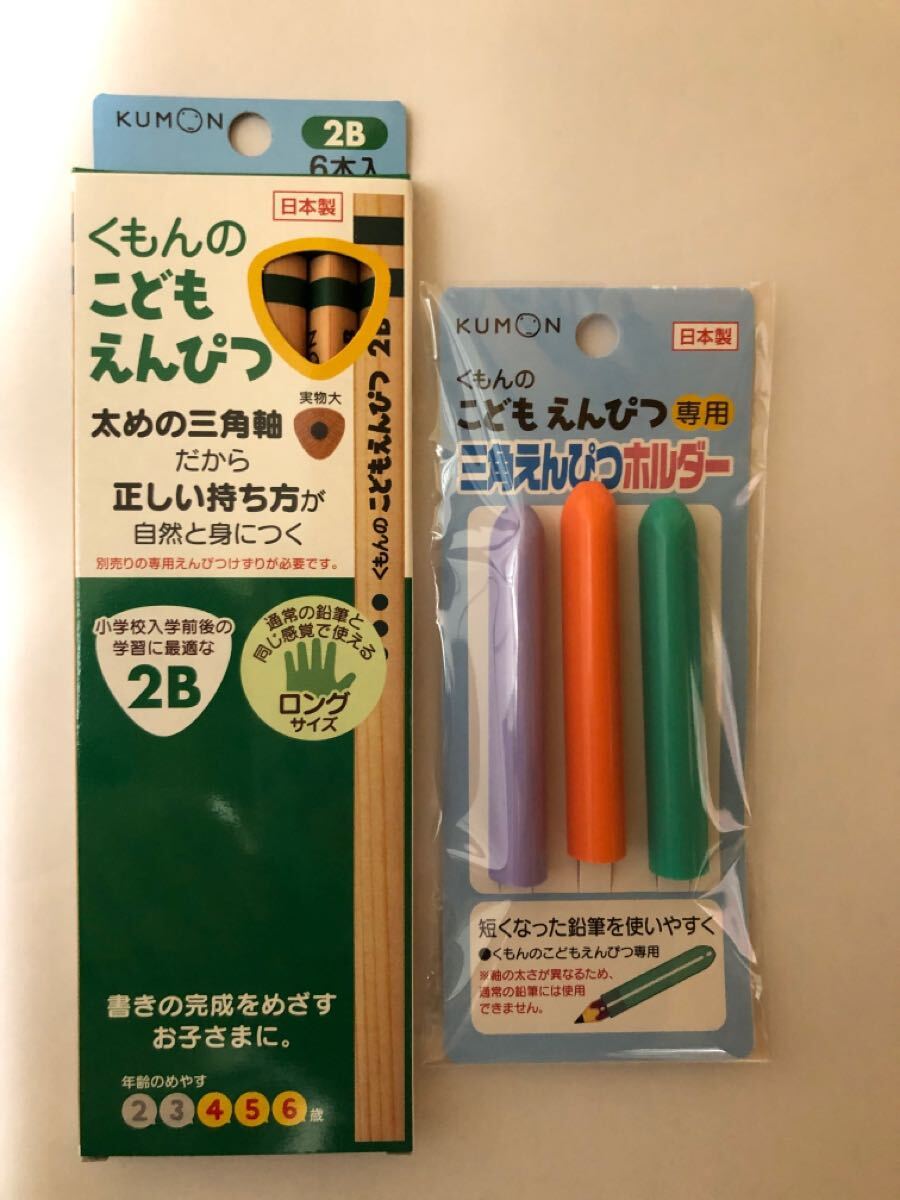 KUMON
2B
6本入
日本製
くもんの
こども
えんぴつ
実物大
太めの三角軸
だから
正しい持ち方が
自然と身につく
別売りの専用えんぴつけずりが必要です。
2B
くもんの こどもえんぴつ
小学校入学前後の
学習に最適な
2B
通常の鉛筆と
同じ感覚で使える
ロング
サイズ
書きの完成をめざす
お子さまに。
年齢のめやす
2 3 4 5 6 歳
KUMON
日本製
くもんの
こども えんぴつ 専用
三角えんぴつホルダー
短くなった鉛筆を使いやすく
●くもんのこどもえんぴつ専用
※軸の太さが異なるため、
通常の鉛筆には使用
できません。